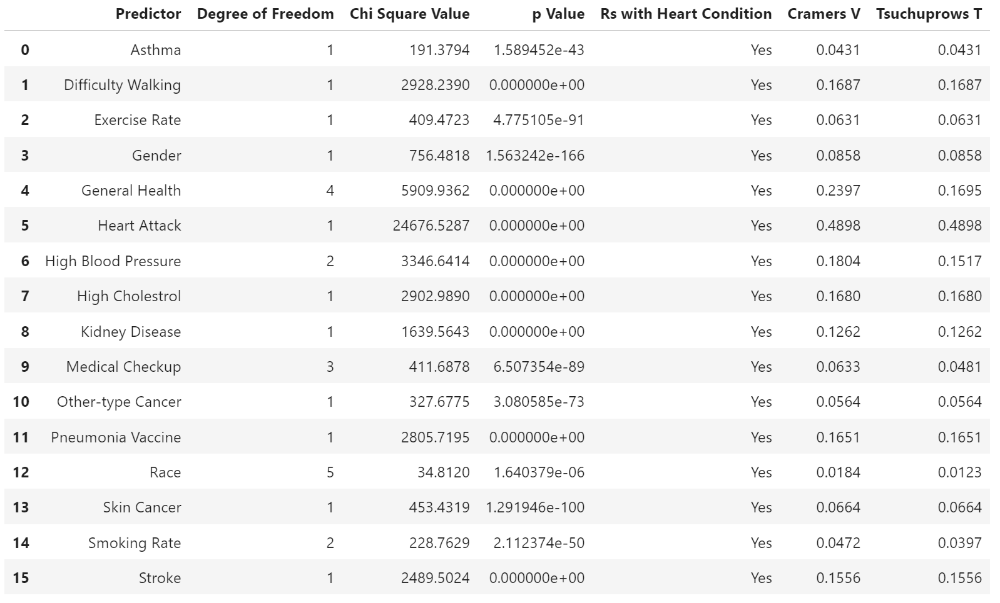 Predictor Degree of Freedom Chi Square Value p Value Rs with Heart Condition Cramers V Tsuchuprows T
0 Asthma 1 191.3794 1.589452e-43 Yes 0.0431 0.0431
1 Difficulty Walking 1 2928.2390 0.000000e+00 Yes 0.1687 0.1687
2 Exercise Rate 1 409.4723 4.775105e-91 Yes 0.0631 0.0631
3 Gender 1 756.4818 1.563242e-166 Yes 0.0858 0.0858
4 General Health 4 5909.9362 0.000000e+00 Yes 0.2397 0.1695
5 Heart Attack 1 24676.5287 0.000000e+00 Yes 0.4898 0.4898
6 High Blood Pressure 2 3346.6414 0.000000e+00 Yes 0.1804 0.1517
7 High Cholestrol 1 2902.9890 0.000000e+00 Yes 0.1680 0.1680
8 Kidney Disease 1 1639.5643 0.000000e+00 Yes 0.1262 0.1262
9 Medical Checkup 3 411.6878 6.507354e-89 Yes 0.0633 0.0481
10 Other-type Cancer 1 327.6775 3.080585e-73 Yes 0.0564 0.0564
11 Pneumonia Vaccine 1 2805.7195 0.000000e+00 Yes 0.1651 0.1651
12 Race 5 34.8120 1.640379e-06 Yes 0.0184 0.0123
13 Skin Cancer 1 453.4319 1.291946e-100 Yes 0.0664 0.0664
14 Smoking Rate 2 228.7629 2.112374e-50 Yes 0.0472 0.0397
15 Stroke 1 2489.5024 0.000000e+00 Yes 0.1556 0.1556